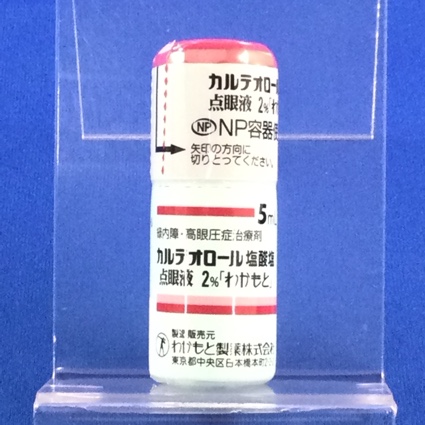 カルテオロー
点眼液 2%「わか
NP NP容器
矢印の方向に
切りとってください。
5mL
緑内障・高眼圧症治療剤
カルテオロール塩酸塩
点眼液 2%「わかもと」
製造販売元
わかもと製薬株式会
東京都中央区日本橋本町2